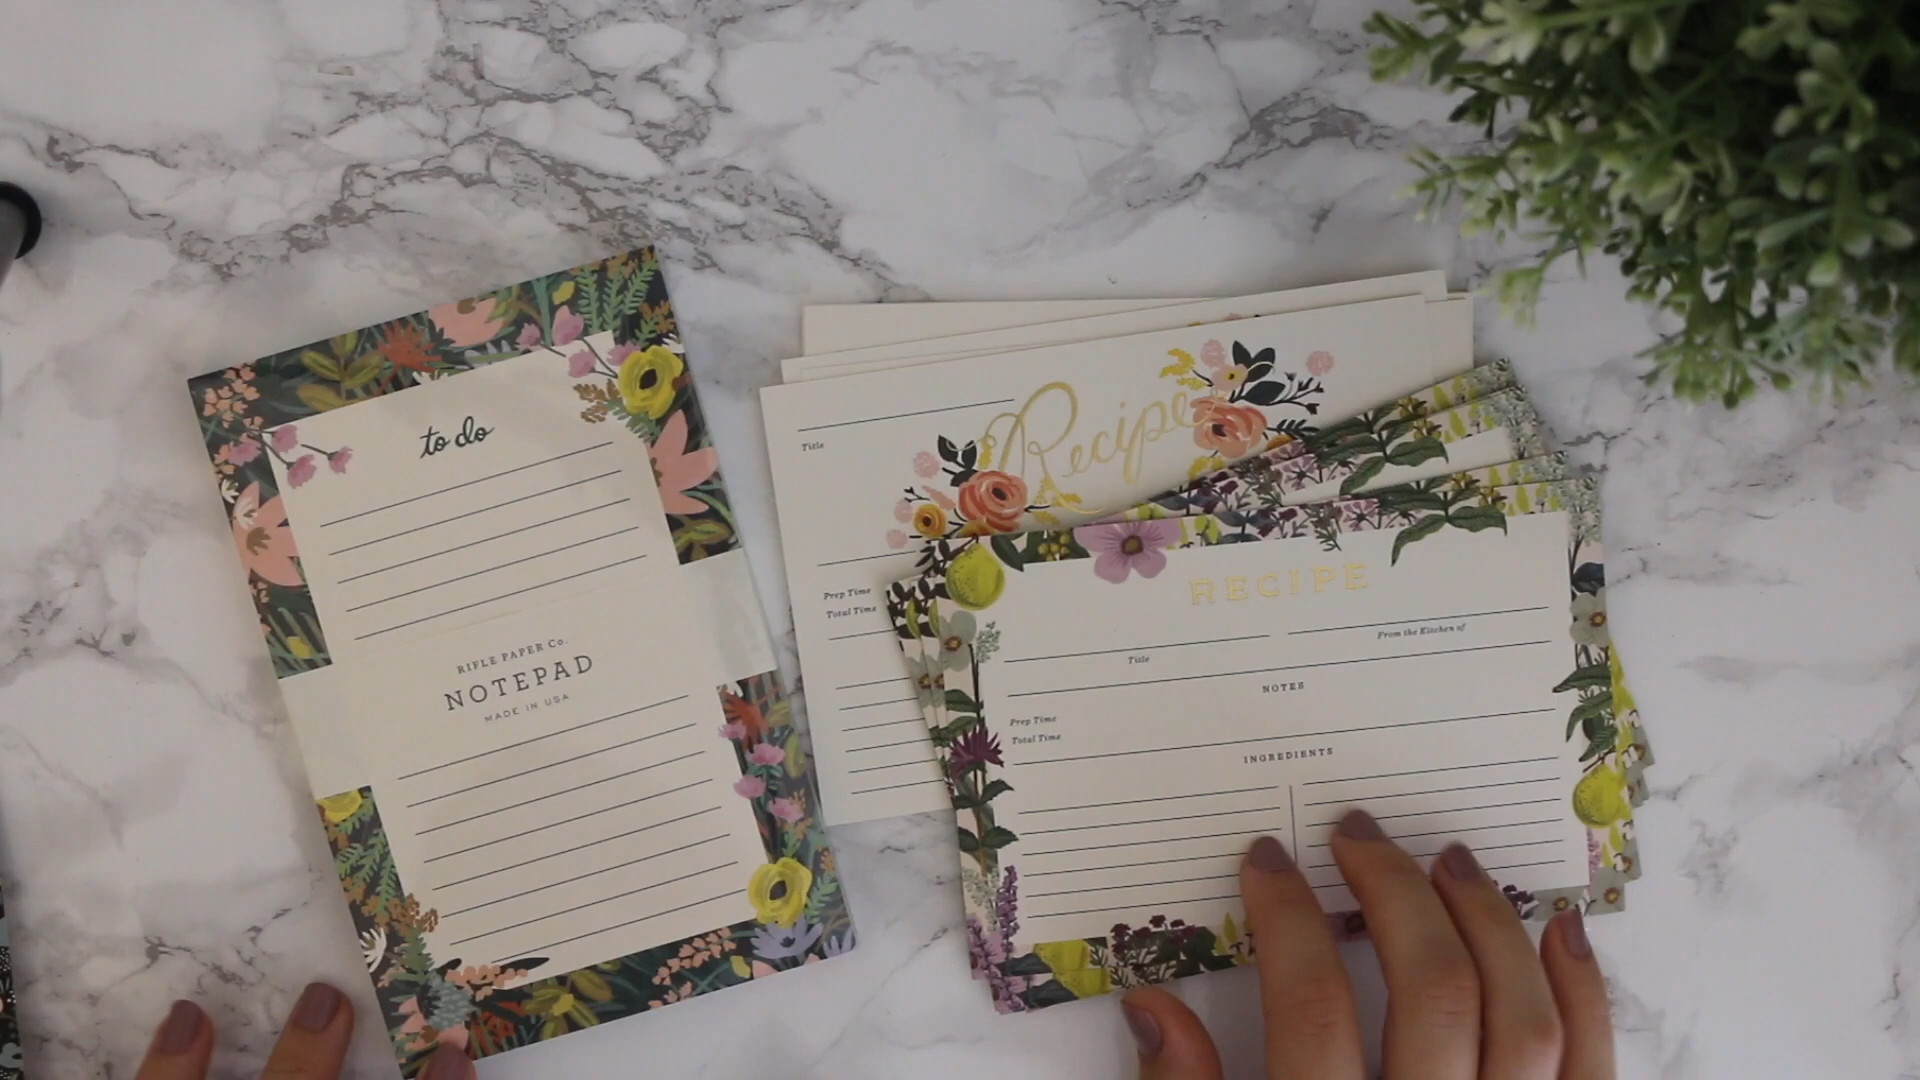 to do
RIFLE PAPER Co.
NOTEPAD
MADE IN USA
Recipe
Title
Prep Time
Total Time
RECIPE
Title
From the Kitchen of
NOTES
Prep Time
Total Time
INGREDIENTS